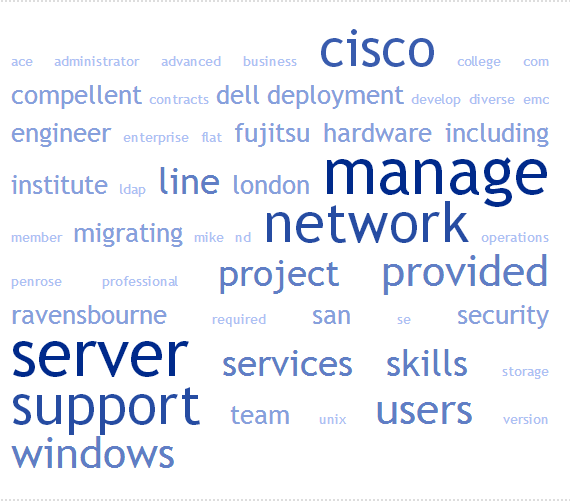 ace administrator advanced business cisco college com
compellent contracts dell deployment develop diverse emc
engineer enterprise flat fujitsu hardware including
institute ldap line london manage
member migrating mike nd network operations
penrose professional project provided
ravensbourne required san se security
server services skills storage
support team unix users version
windows